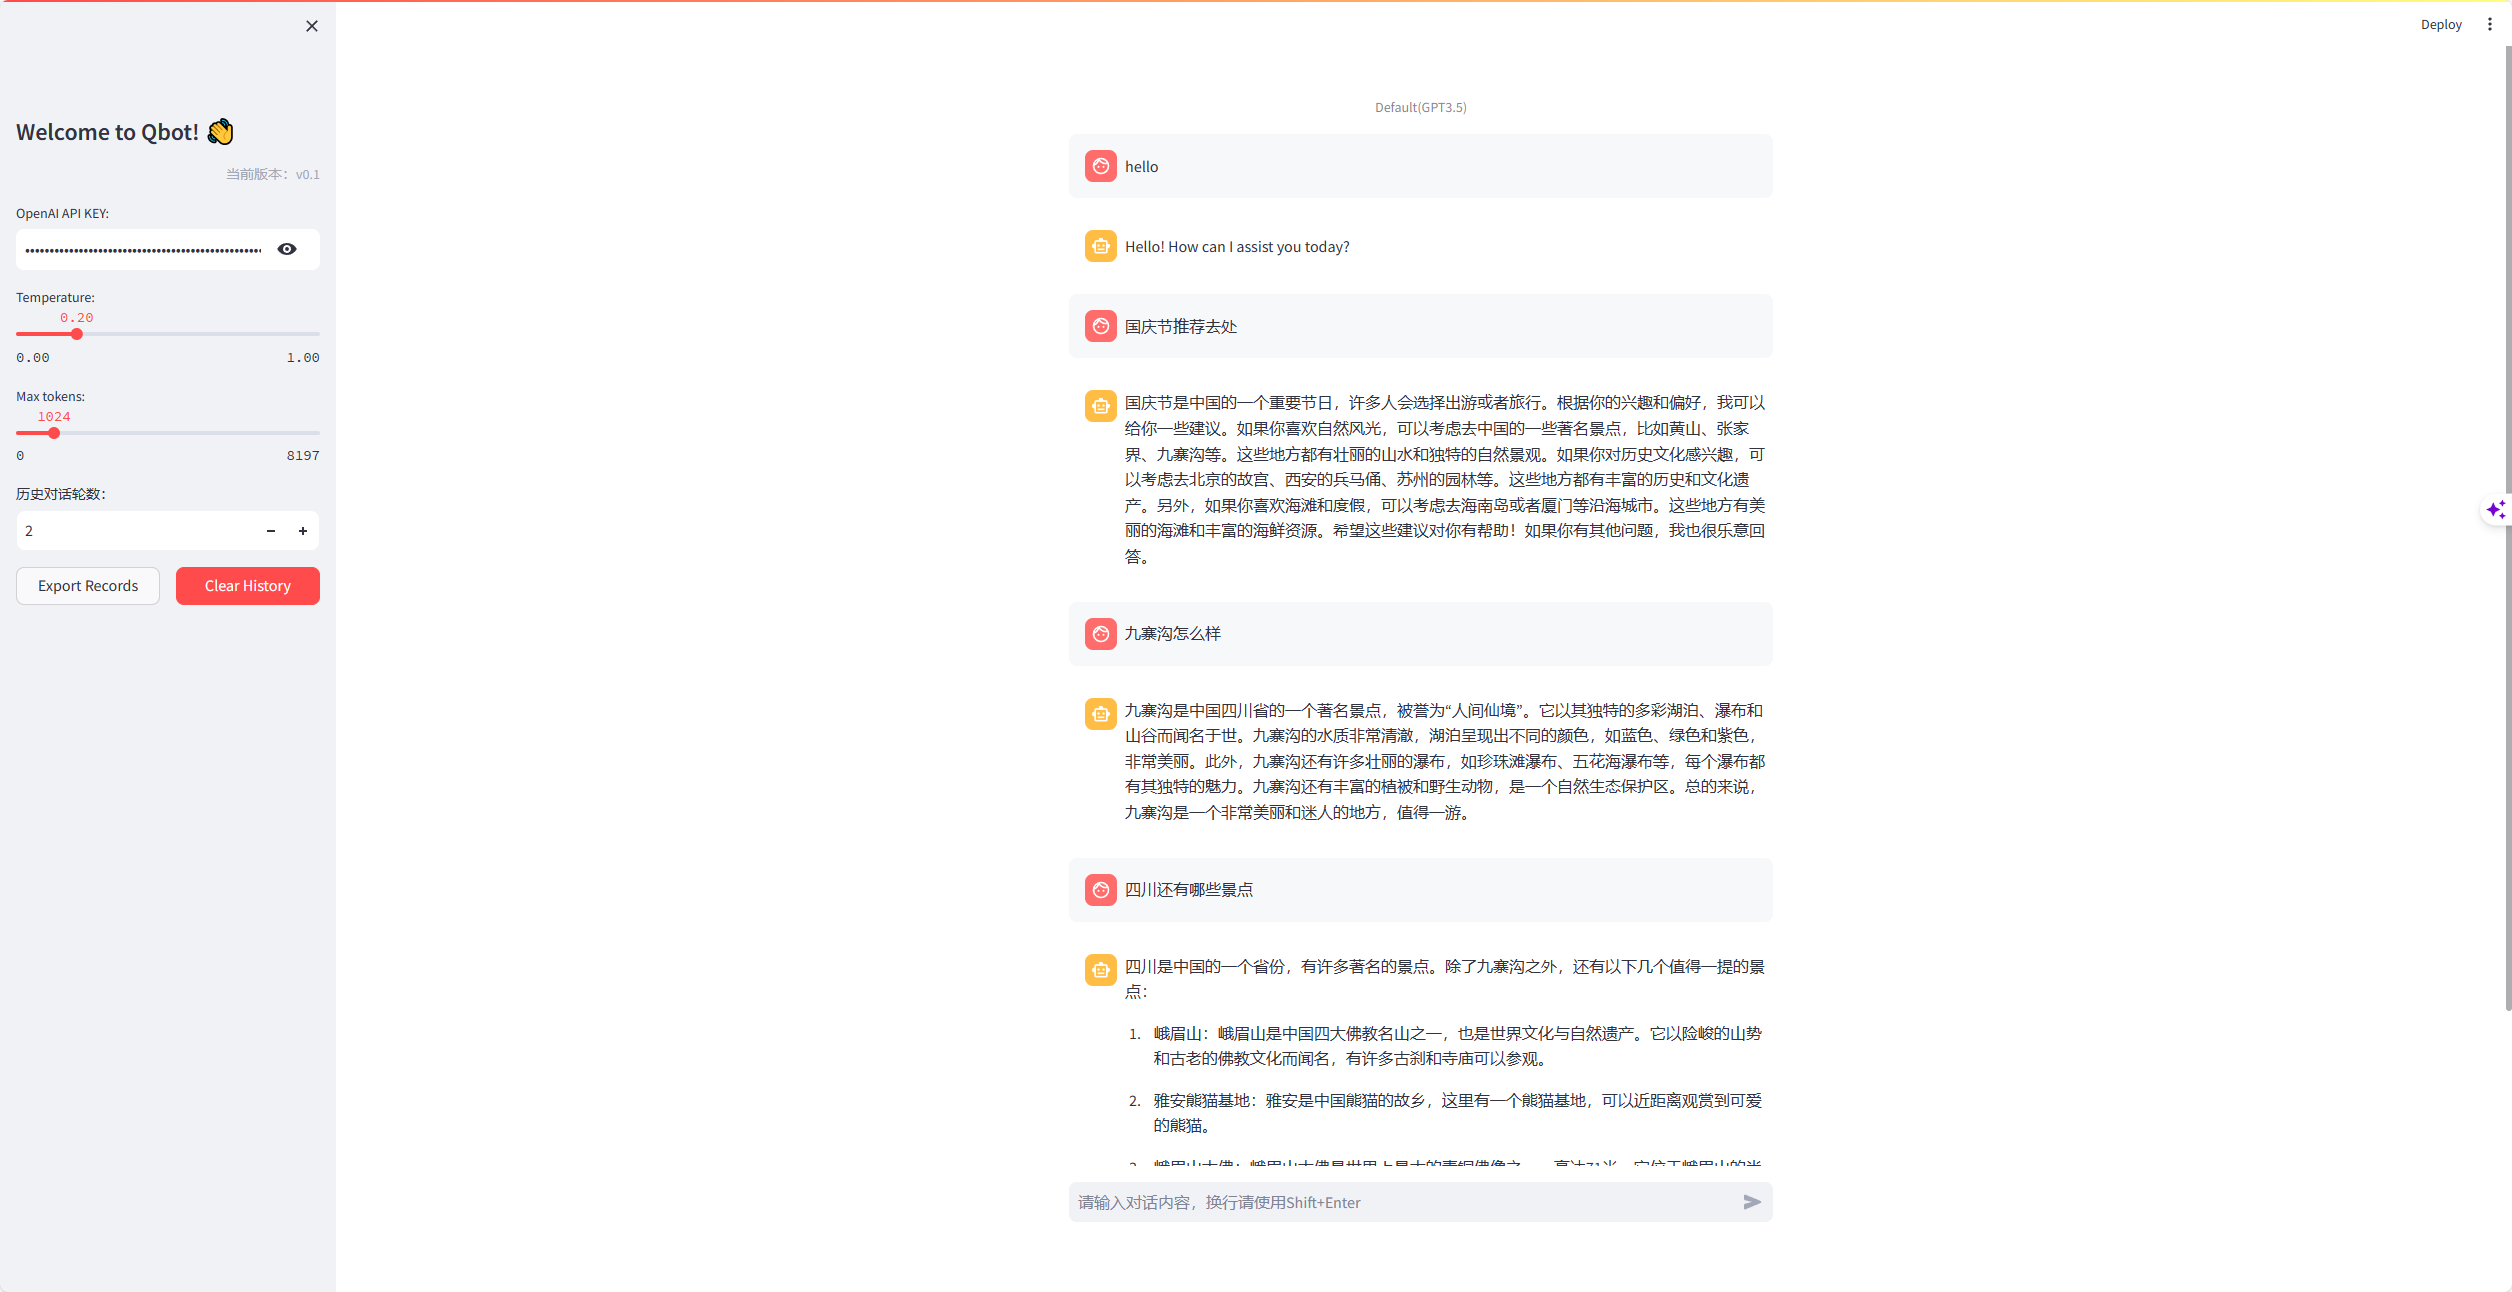 Deploy
Welcome to Qbot! 👋
当前版本：v0.1
OpenAI API KEY:
Temperature:
0.20
0.00 1.00
Max tokens:
1024
0 8197
历史对话轮数：
2
Export Records
Clear History
Default(GPT3.5)
hello
Hello! How can I assist you today?
国庆节推荐去处
国庆节是中国的一个重要节日，许多人会选择出游或者旅行。根据你的兴趣和偏好，我可以
给你一些建议。如果你喜欢自然风光，可以考虑去中国的一些著名景点，比如黄山、张家
界、九寨沟等。这些地方都有壮丽的山水和独特的自然景观。如果你对历史文化感兴趣，可
以考虑去北京的故宫、西安的兵马俑、苏州的园林等。这些地方都有丰富的历史和文化遗
产。另外，如果你喜欢海滩和度假，可以考虑去海南岛或者厦门等沿海城市。这些地方有美
丽的海滩和丰富的海鲜资源。希望这些建议对你有帮助！如果你有其他问题，我也很乐意回
答。
九寨沟怎么样
九寨沟是中国四川省的一个著名景点，被誉为“人间仙境”。它以其独特的多彩湖泊、瀑布和
山谷而闻名于世。九寨沟的水质非常清澈，湖泊呈现出不同的颜色，如蓝色、绿色和紫色，
非常美丽。此外，九寨沟还有许多壮丽的瀑布，如珍珠滩瀑布、五花海瀑布等，每个瀑布都
有其独特的魅力。九寨沟还有丰富的植被和野生动物，是一个自然生态保护区。总的来说，
九寨沟是一个非常美丽和迷人的地方，值得一游。
四川还有哪些景点
四川是中国的一个省份，有许多著名的景点。除了九寨沟之外，还有以下几个值得一提的景
点：
1. 峨眉山：峨眉山是中国四大佛教名山之一，也是世界文化与自然遗产。它以险峻的山势
和古老的佛教文化而闻名，有许多古刹和寺庙可以参观。
2. 雅安熊猫基地：雅安是中国熊猫的故乡，这里有一个熊猫基地，可以近距离观赏到可爱
的熊猫。
请输入对话内容，换行请使用Shift+Enter